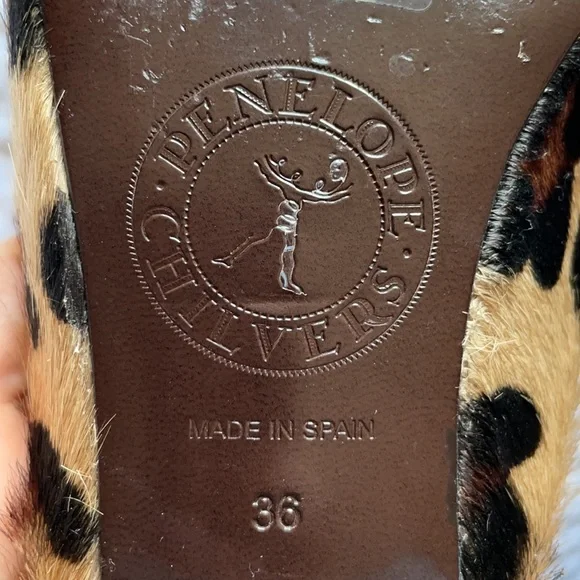 · PENELOPE ·
CHILVERS
MADE IN SPAIN
36